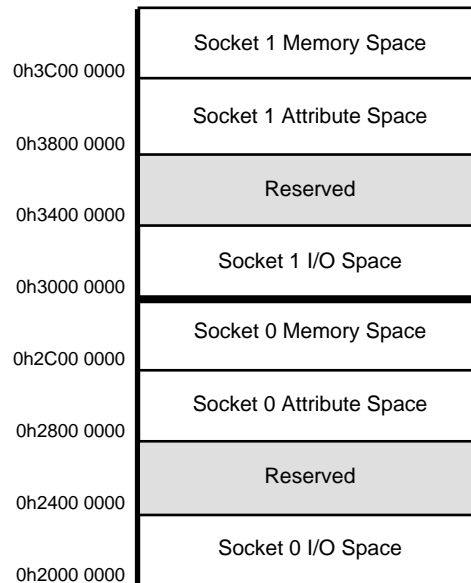 Socket 1 Memory Space
0h3C00 0000
Socket 1 Attribute Space
0h3800 0000
Reserved
0h3400 0000
Socket 1 I/O Space
0h3000 0000
Socket 0 Memory Space
0h2C00 0000
Socket 0 Attribute Space
0h2800 0000
Reserved
0h2400 0000
Socket 0 I/O Space
0h2000 0000